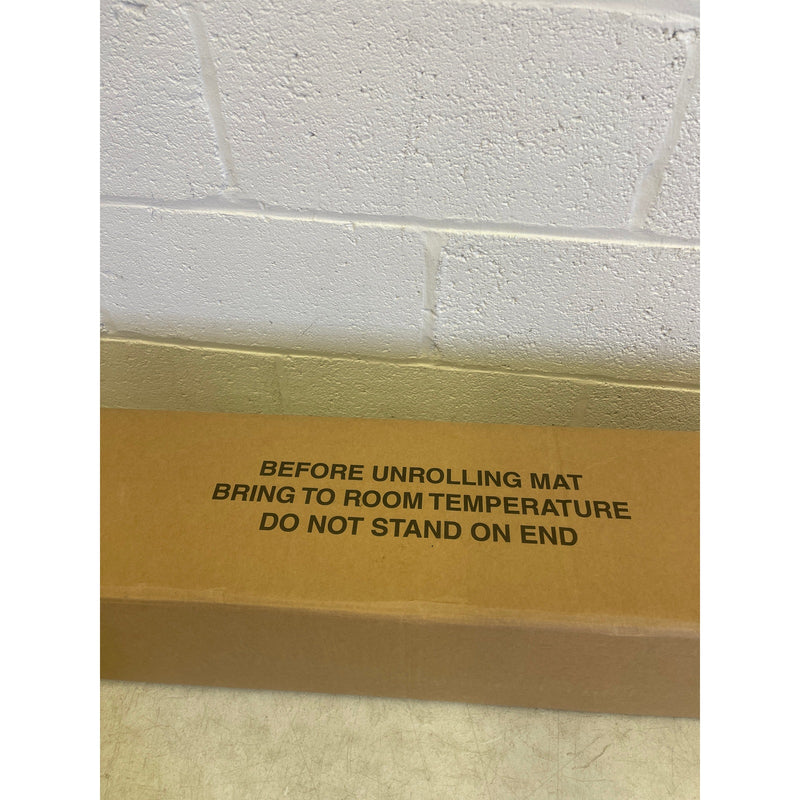 BEFORE UNROLLING MAT
BRING TO ROOM TEMPERATURE
DO NOT STAND ON END